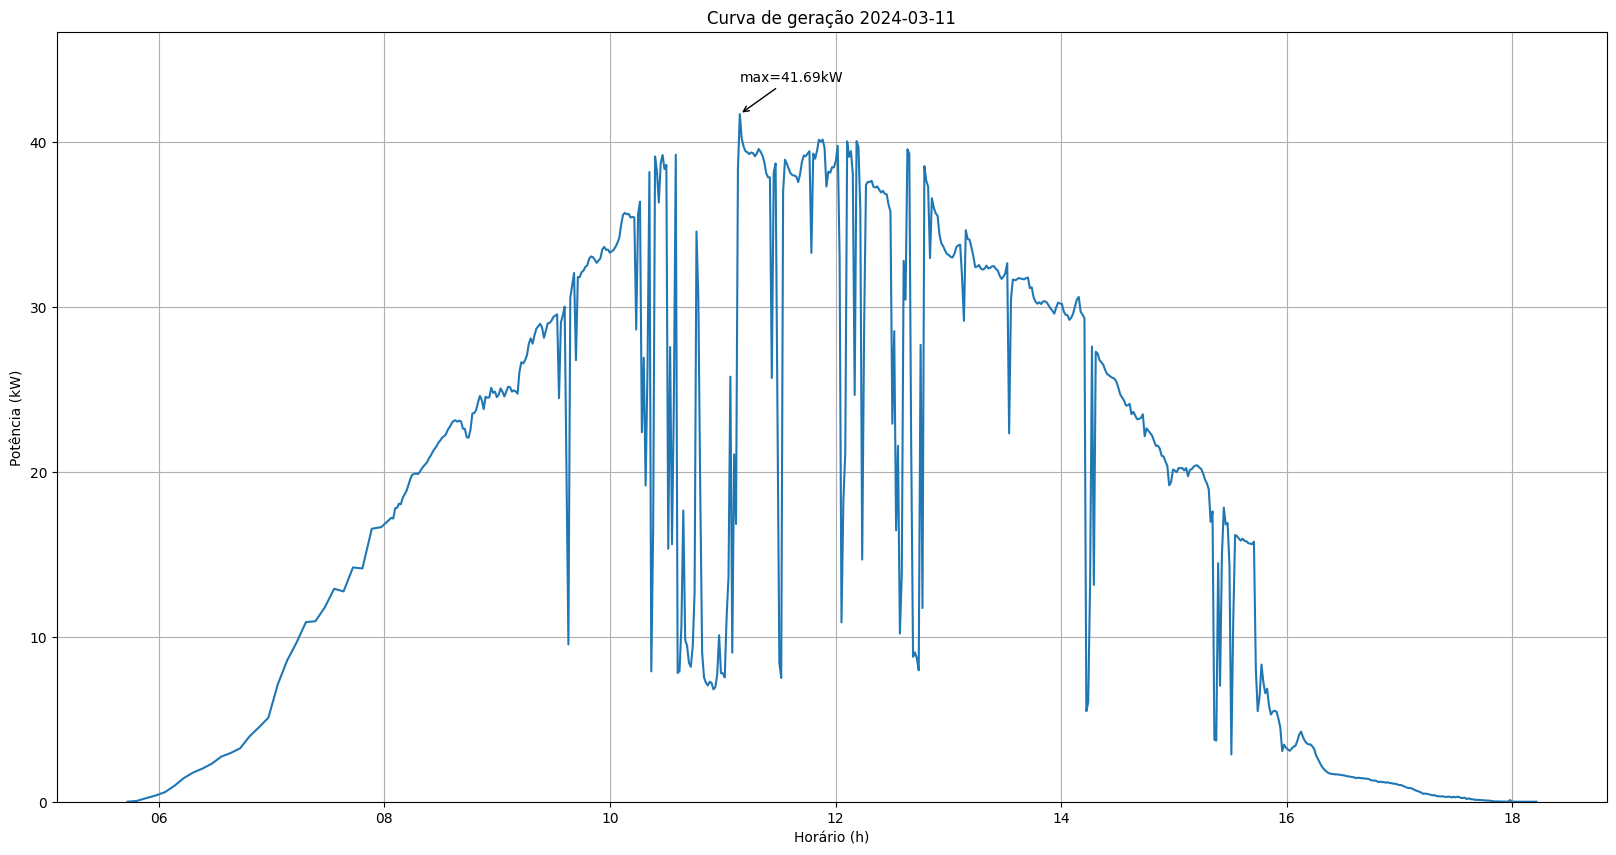 Curva de geração 2024-03-11
max=41.69kW
40
30
20
10
0
Potência (kW)
06 08 10 12 14 16 18
Horário (h)